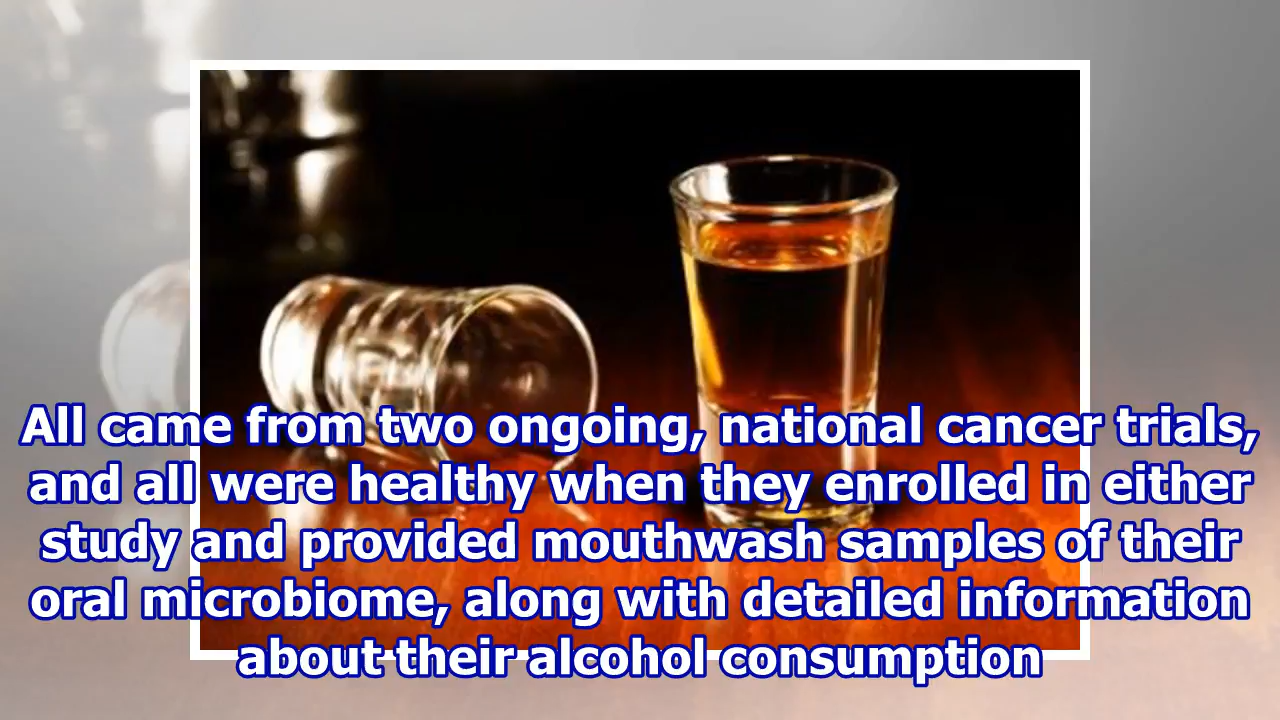 All came from two ongoing, national cancer trials,
and all were healthy when they enrolled in either
study and provided mouthwash samples of their
oral microbiome, along with detailed information
about their alcohol consumption